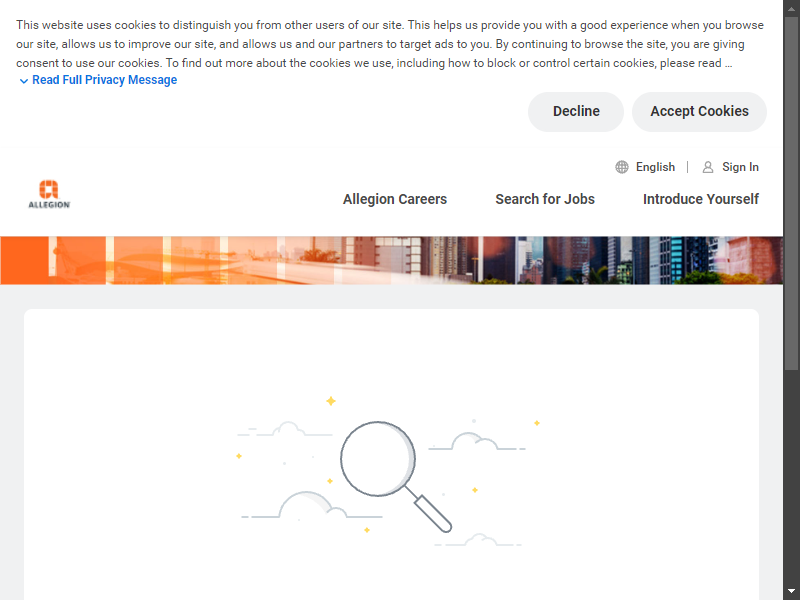 This website uses cookies to distinguish you from other users of our site. This helps us provide you with a good experience when you browse
our site, allows us to improve our site, and allows us and our partners to target ads to you. By continuing to browse the site, you are giving
consent to use our cookies. To find out more about the cookies we use, including how to block or control certain cookies, please read ...
Read Full Privacy Message
Decline
Accept Cookies
English
Sign In
ALLEGION
Allegion Careers
Search for Jobs
Introduce Yourself